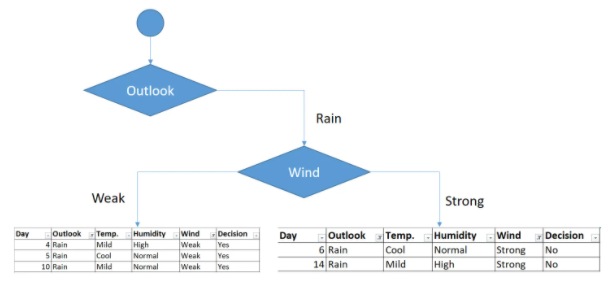 Outlook
Rain
Wind
Weak
Strong
Day Outlook Temp. Humidity Wind Decision
4 Rain Mild High Weak Yes
5 Rain Cool Normal Weak Yes
10 Rain Mild Normal Weak Yes
Day Outlook Temp. Humidity Wind Decision
6 Rain Cool Normal Strong No
14 Rain Mild High Strong No